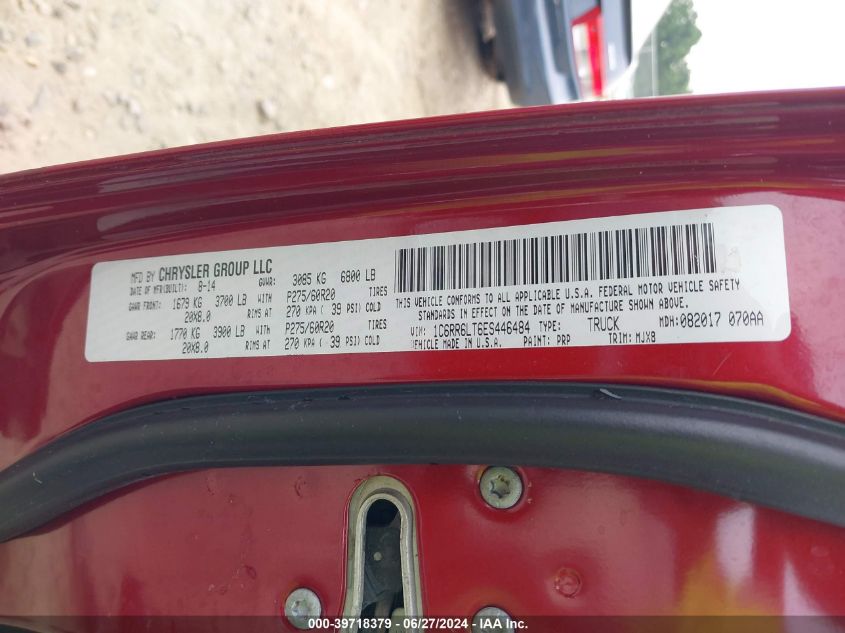 MFD BY CHRYSLER GROUP LLC
DATE OF MFR(BUILT): 8-14 GVWR: 3085 KG 6800 LB
GAWR FRONT: 1679 KG 3700 LB WITH P275/60R20 TIRES
20X8.0 RIMS AT 270 KPA ( 39 PSI) COLD
GAWR REAR: 1770 KG 3900 LB WITH P275/60R20 TIRES
20X8.0 RIMS AT 270 KPA ( 39 PSI) COLD
THIS VEHICLE CONFORMS TO ALL APPLICABLE U.S.A. FEDERAL MOTOR VEHICLE SAFETY
STANDARDS IN EFFECT ON THE DATE OF MANUFACTURE SHOWN ABOVE.
VIN: 1C6RR6LT6ES446484 TYPE: TRUCK MDH:082017 070AA
VEHICLE MADE IN U.S.A. PAINT: PRP TRIM: MJX8
000-39718379 - 06/27/2024 - IAA Inc.